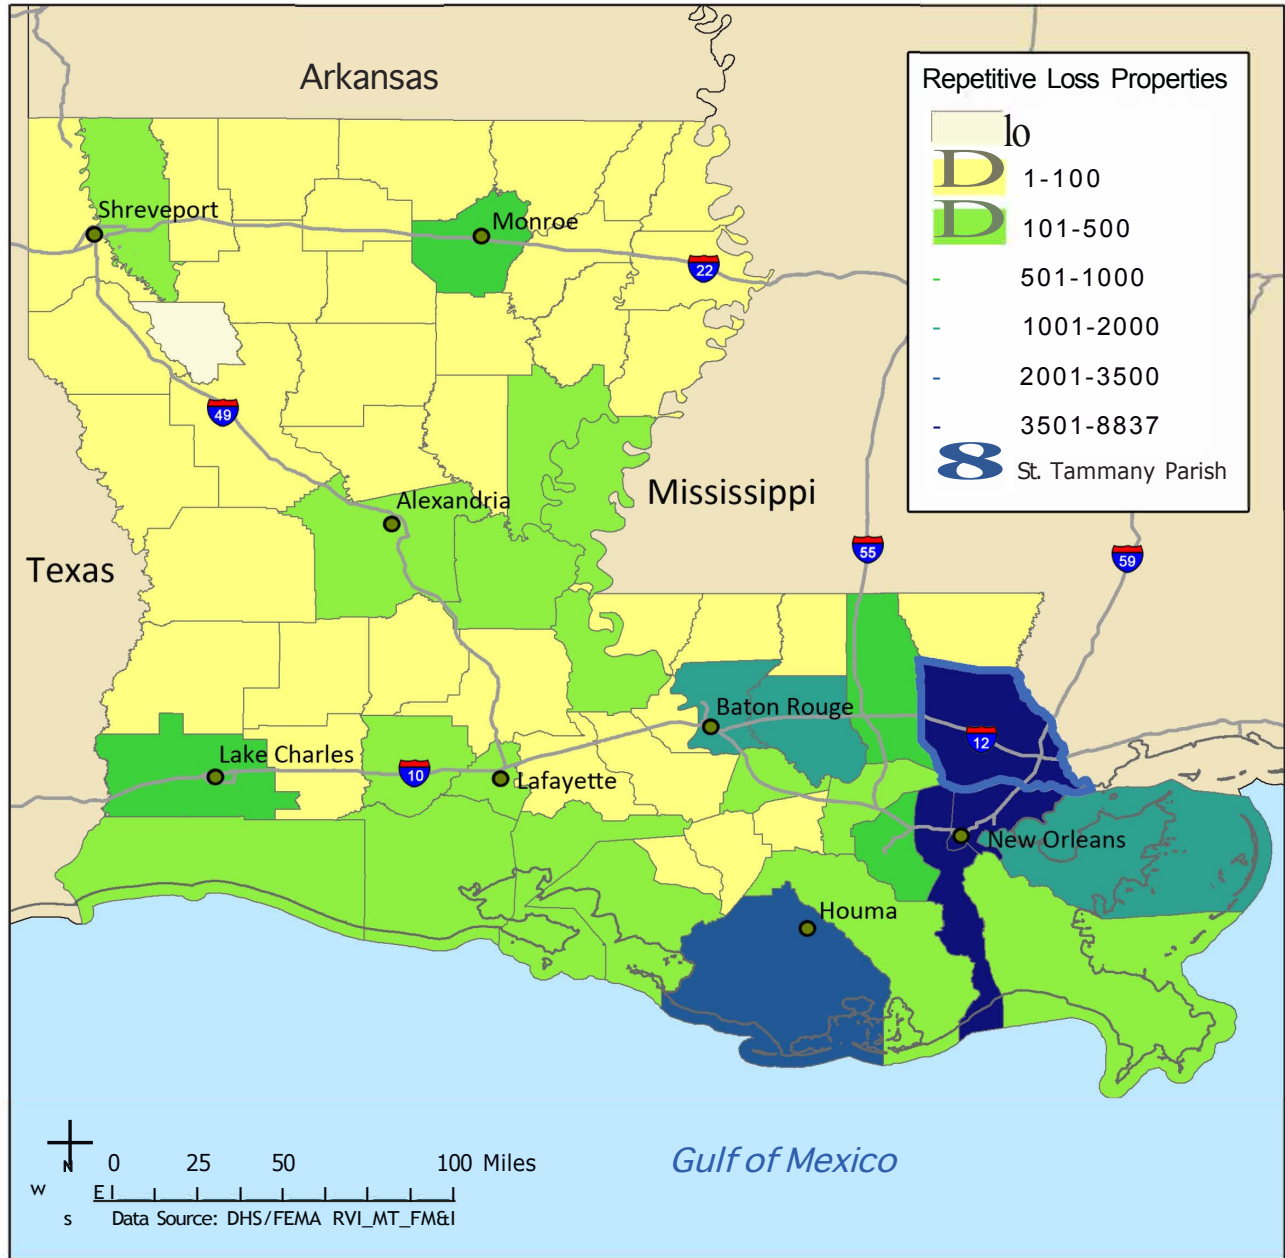 Arkansas
Repetitive Loss Properties
lo
D 1-100
D 101-500
- 501-1000
- 1001-2000
- 2001-3500
- 3501-8837
8 St. Tammany Parish
Shreveport
Monroe
22
49
Alexandria
Mississippi
55
59
Texas
Baton Rouge
12
Lake Charles
10
Lafayette
New Orleans
Houma
Gulf of Mexico
N
0 25 50 100 Miles
W
E I
s
Data Source: DHS/FEMA RVI_MT_FM&I